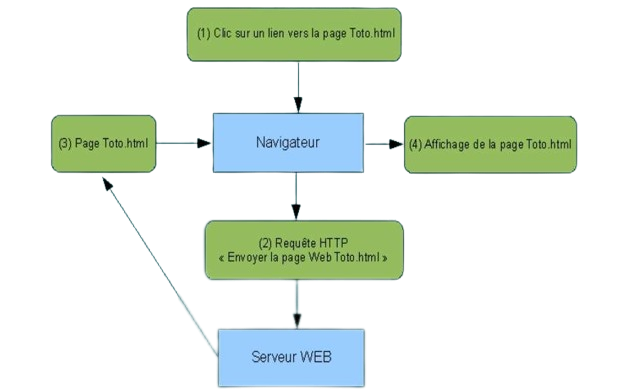 (1) Clic sur un lien vers la page Toto.html
(3) Page Toto.html
Navigateur
(4) Affichage de la page Toto.html
(2) Requête HTTP
« Envoyer la page Web Toto.html »
Serveur WEB